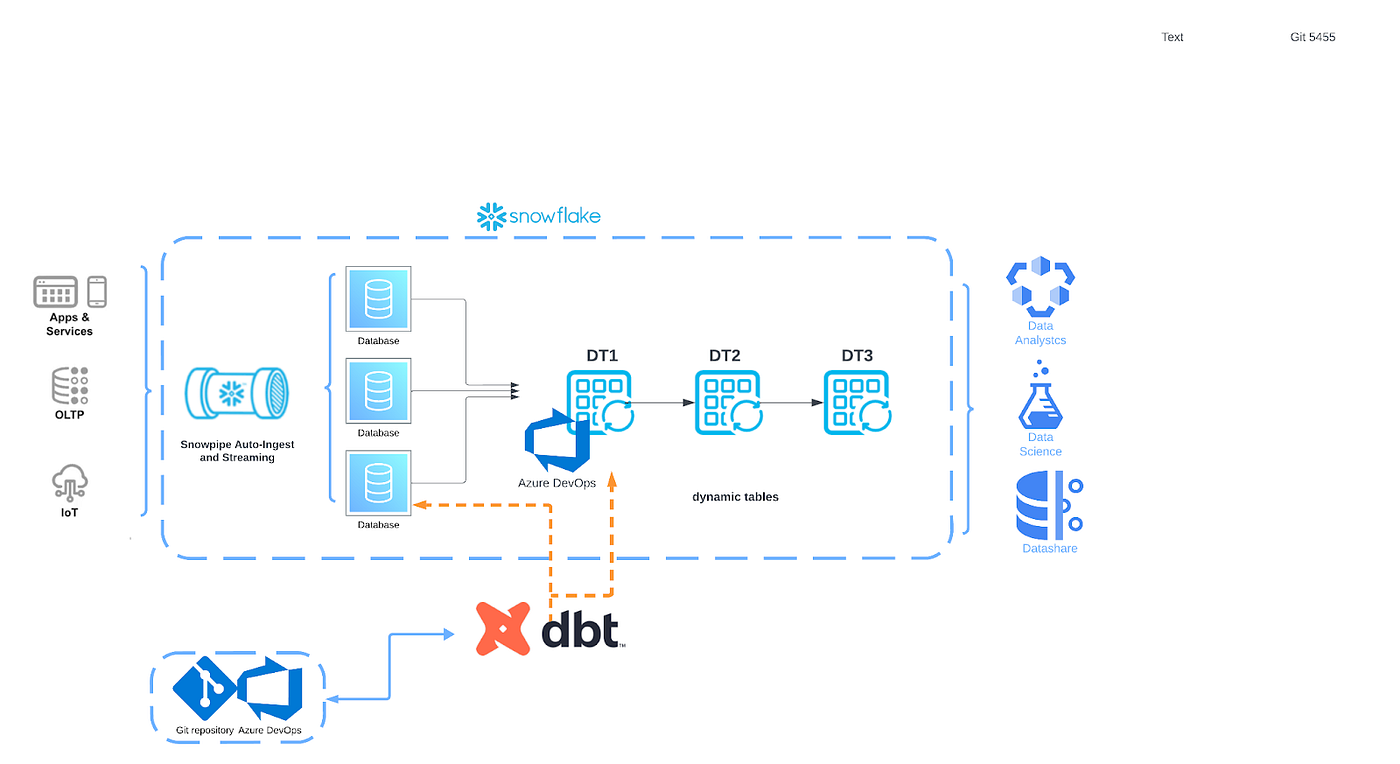 Text
Git 5455
snowflake
Apps &
Services
OLTP
IoT
Snowpipe Auto-Ingest
and Streaming
Database
Database
Database
DT1
DT2
DT3
Azure DevOps
dynamic tables
Data
Analystcs
Data
Science
Datashare
dbt™
Git repository
Azure DevOps